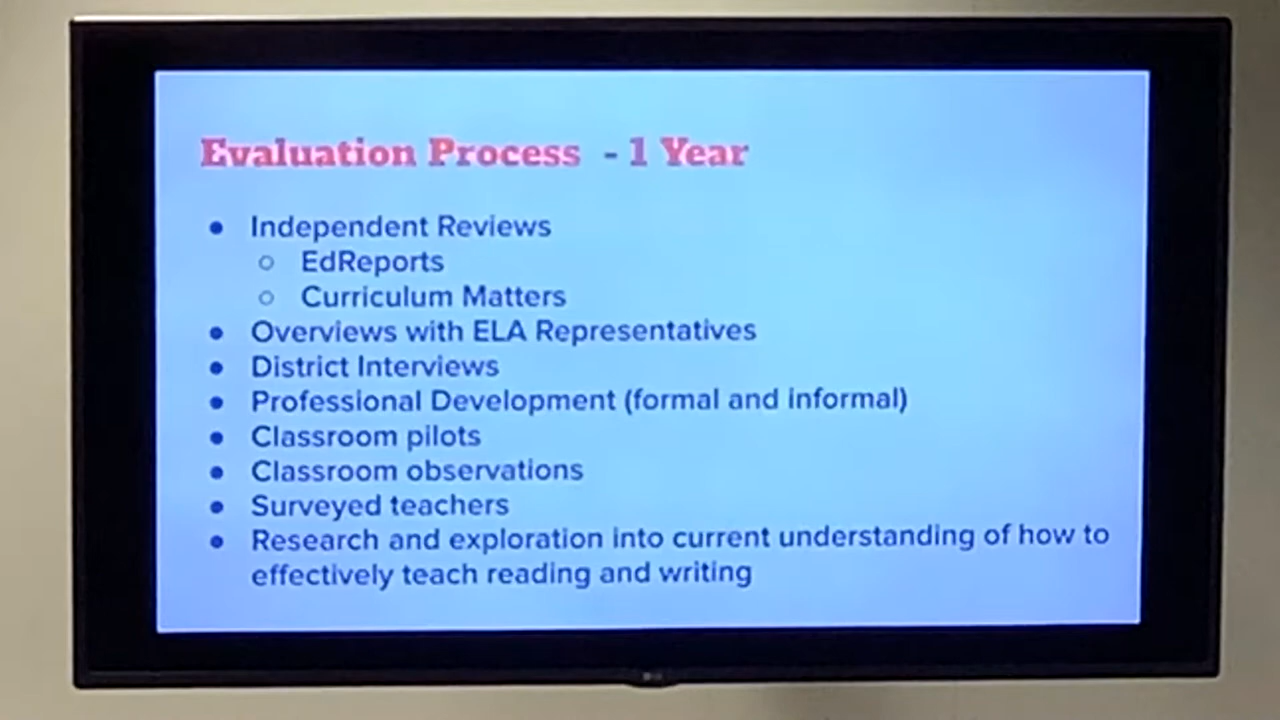 Evaluation Process - 1 Year
● Independent Reviews
○ EdReports
○ Curriculum Matters
● Overviews with ELA Representatives
● District Interviews
● Professional Development (formal and informal)
● Classroom pilots
● Classroom observations
● Surveyed teachers
● Research and exploration into current understanding of how to
effectively teach reading and writing